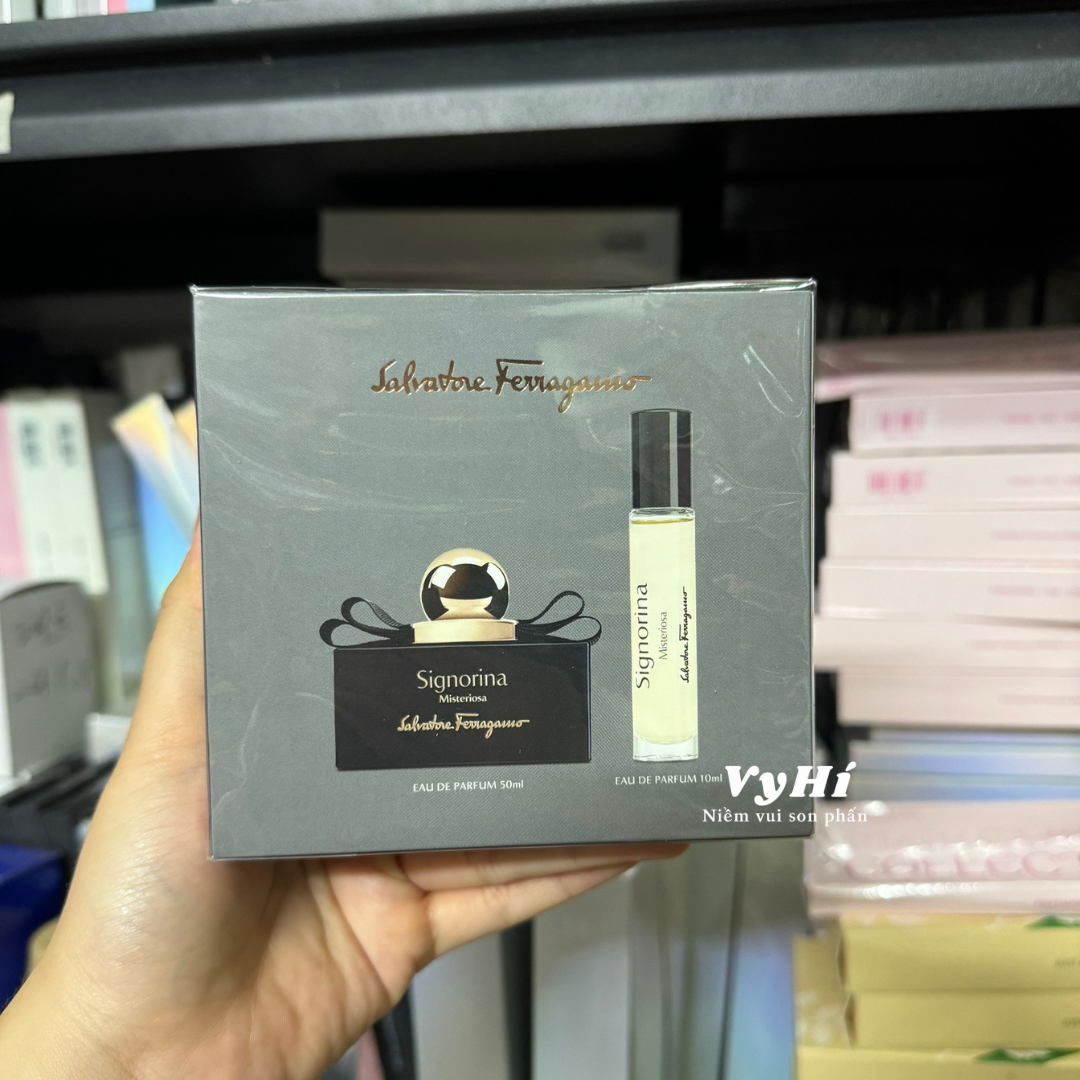 Salvatore Ferragamo
Signorina
Misteriosa
Salvatore Ferragamo
EAU DE PARFUM 50ml
Signorina
Misteriosa
Salvatore Ferragamo
EAU DE PARFUM 10ml
VyHí
Niềm vui son phấn